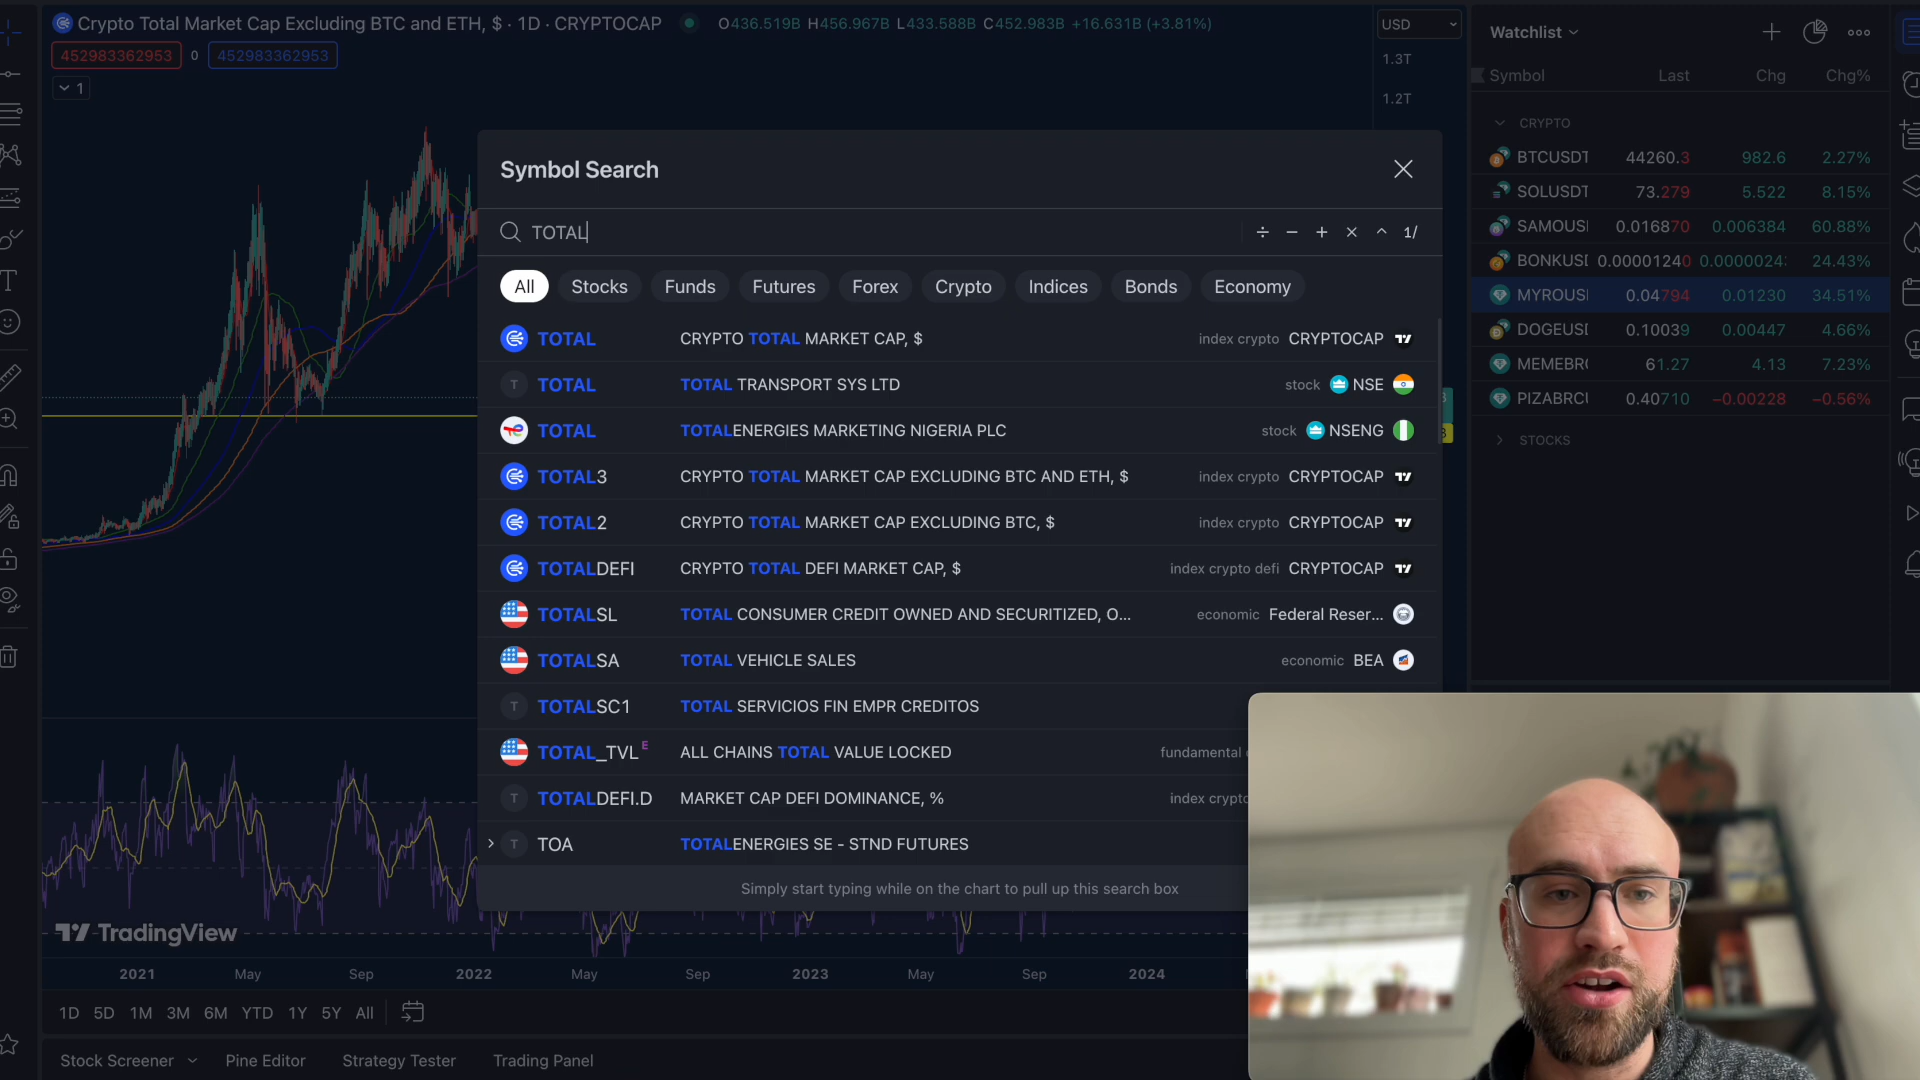 Crypto Total Market Cap Excluding BTC and ETH, $ · 1D · CRYPTOCAP O436.519B H456.967B L433.588B C452.983B +16.631B (+3.81%)
452983362953 0 452983362953
1
USD
1.3T
1.2T
Watchlist
Symbol Last Chg Chg%
CRYPTO
BTCUSDT 44260.3 982.6 2.27%
SOLUSDT 73.279 5.522 8.15%
SAMOUS 0.016870 0.006384 60.88%
BONKUSI 0.00001240 0.0000024 24.43%
MYROUS 0.04794 0.01230 34.51%
DOGEUSD 0.10039 0.00447 4.66%
MEMEBR 61.27 4.13 7.23%
PIZABRC 0.40710 −0.00228 −0.56%
STOCKS
Symbol Search
TOTAL ÷ − + × ^ 1/
All Stocks Funds Futures Forex Crypto Indices Bonds Economy
TOTAL CRYPTO TOTAL MARKET CAP, $ index crypto CRYPTOCAP
T TOTAL TOTAL TRANSPORT SYS LTD stock NSE
TOTAL TOTALENERGIES MARKETING NIGERIA PLC stock NSENG
TOTAL3 CRYPTO TOTAL MARKET CAP EXCLUDING BTC AND ETH, $ index crypto CRYPTOCAP
TOTAL2 CRYPTO TOTAL MARKET CAP EXCLUDING BTC, $ index crypto CRYPTOCAP
TOTALDEFI CRYPTO TOTAL DEFI MARKET CAP, $ index crypto defi CRYPTOCAP
TOTALSL TOTAL CONSUMER CREDIT OWNED AND SECURITIZED, O... economic Federal Reser...
TOTALSA TOTAL VEHICLE SALES economic BEA
T TOTALSC1 TOTAL SERVICIOS FIN EMPR CREDITOS
TOTAL_TVL E ALL CHAINS TOTAL VALUE LOCKED fundamental
T TOTALDEFI.D MARKET CAP DEFI DOMINANCE, % index crypto
T TOA TOTALENERGIES SE - STND FUTURES
Simply start typing while on the chart to pull up this search box
TradingView
2021 May Sep 2022 May Sep 2023 May Sep 2024
1D 5D 1M 3M 6M YTD 1Y 5Y All
Stock Screener Pine Editor Strategy Tester Trading Panel